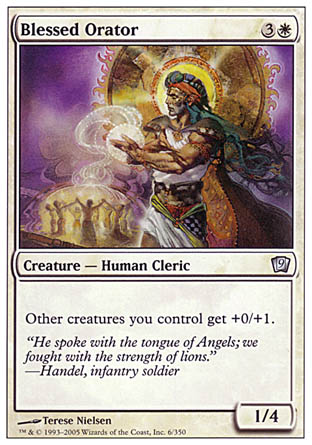 Blessed Orator 3
Creature — Human Cleric 9
Other creatures you control get +0/+1.
“He spoke with the tongue of Angels; we
fought with the strength of lions.”
—Handel, infantry soldier
Terese Nielsen
™ & © 1993–2005 Wizards of the Coast, Inc. 6/350
1/4